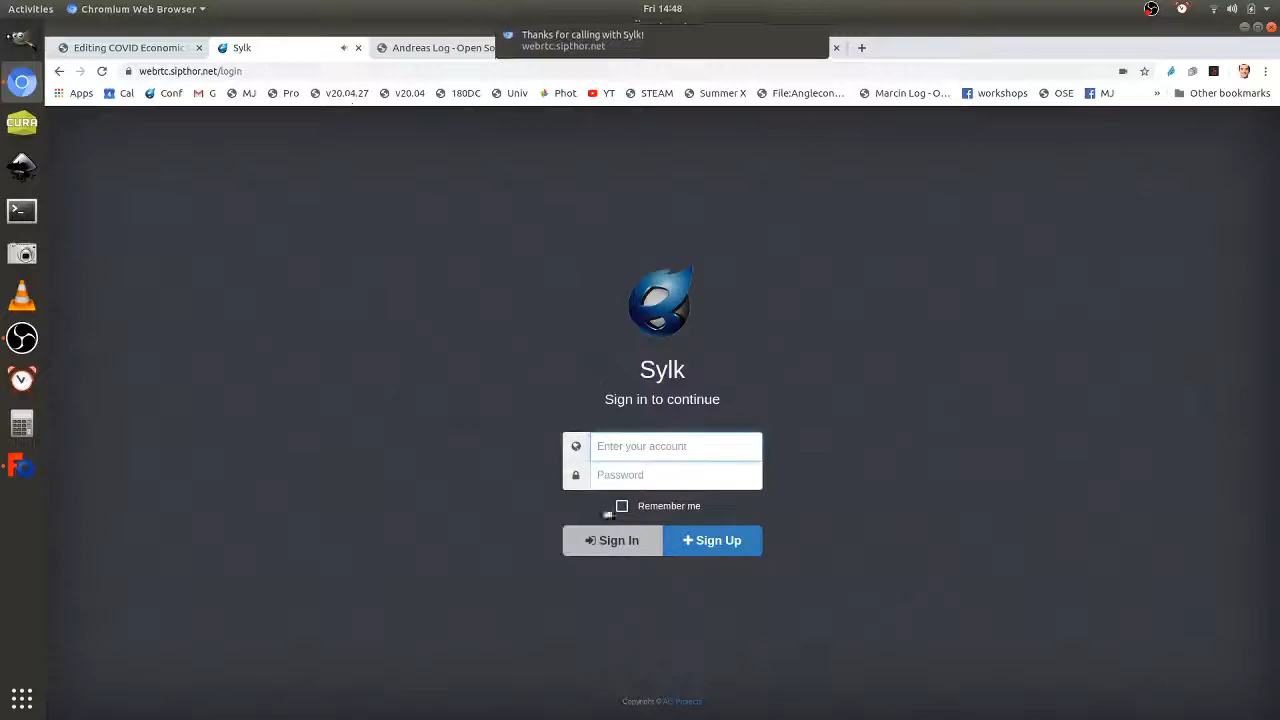 Activities
Chromium Web Browser
Fri 14:48
Editing COVID Economic
Sylk
Andreas Log - Open So
Thanks for calling with Sylk!
webrtc.sipthor.net
webrtc.sipthor.net/login
Apps
Cal
Conf
G
MJ
Pro
v20.04.27
v20.04
180DC
Univ
Phot
YT
STEAM
Summer X
File:Anglecon...
Marcin Log - O...
workshops
OSE
MJ
»
Other bookmarks
CURA
Sylk
Sign in to continue
Enter your account
Password
Remember me
Sign In
Sign Up
Copyright © AG Projects